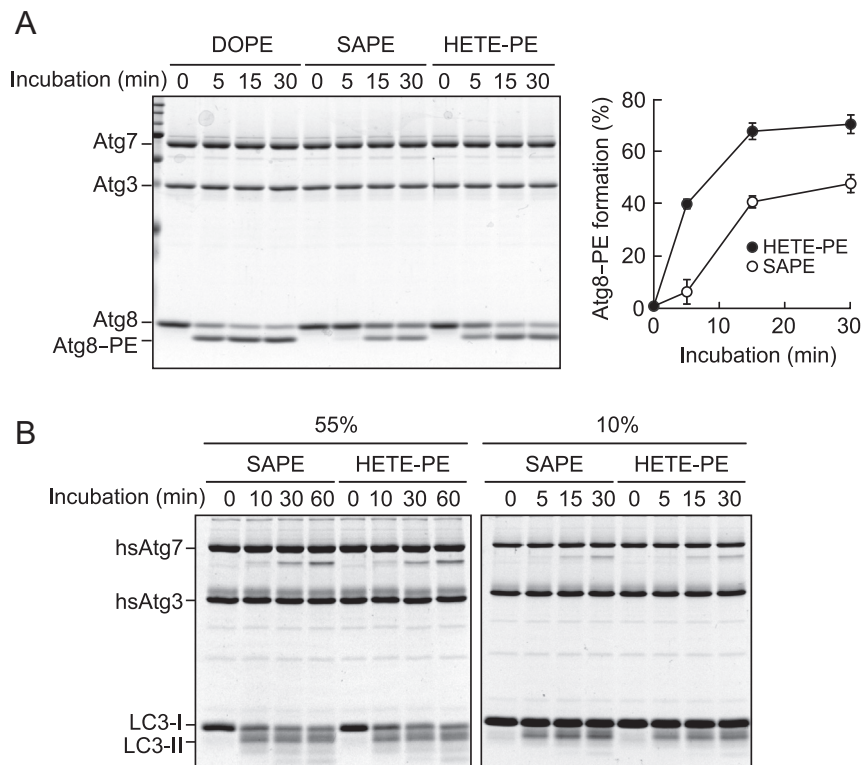 A
DOPE SAPE HETE-PE
Incubation (min) 0 5 15 30 0 5 15 30 0 5 15 30
Atg7
Atg3
Atg8
Atg8–PE
Atg8–PE formation (%)
80
60
40
20
0
HETE-PE
SAPE
0 10 20 30
Incubation (min)
B
55% 10%
SAPE HETE-PE SAPE HETE-PE
Incubation (min) 0 10 30 60 0 10 30 60 0 5 15 30 0 5 15 30
hsAtg7
hsAtg3
LC3-I
LC3-II